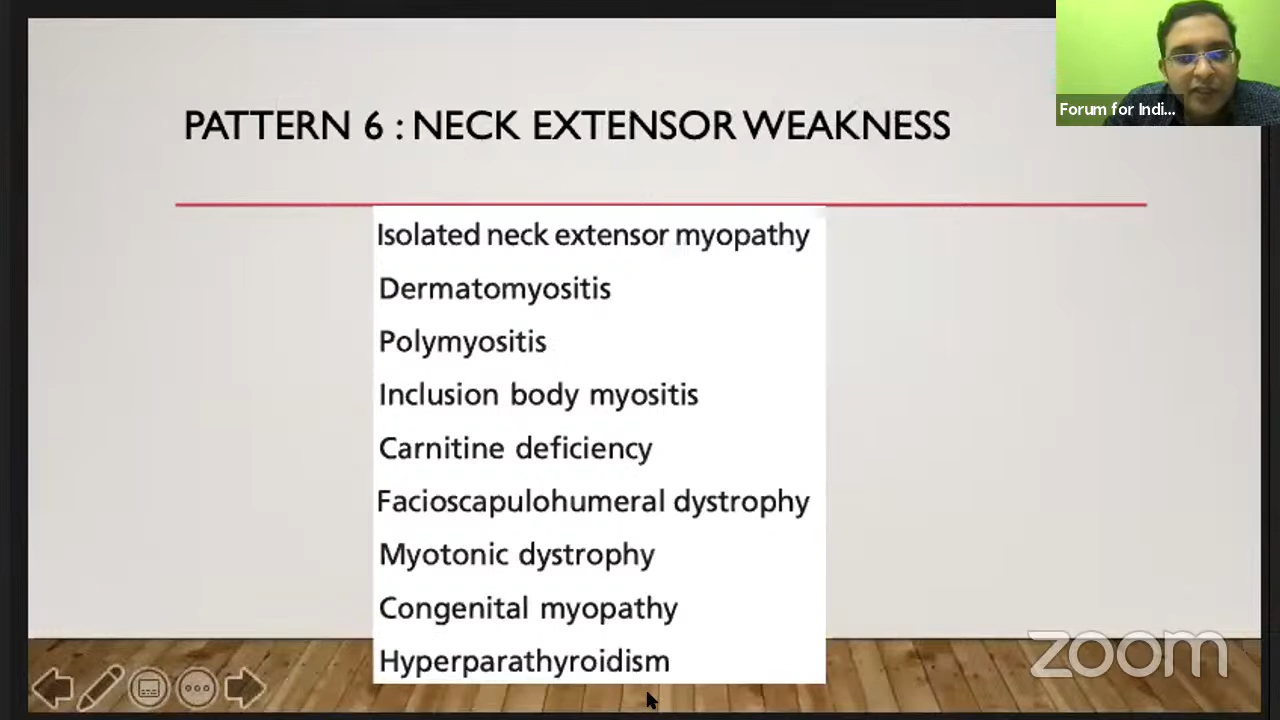 PATTERN 6 : NECK EXTENSOR WEAKNESS
Forum for Indi...
Isolated neck extensor myopathy
Dermatomyositis
Polymyositis
Inclusion body myositis
Carnitine deficiency
Facioscapulohumeral dystrophy
Myotonic dystrophy
Congenital myopathy
Hyperparathyroidism
zoom